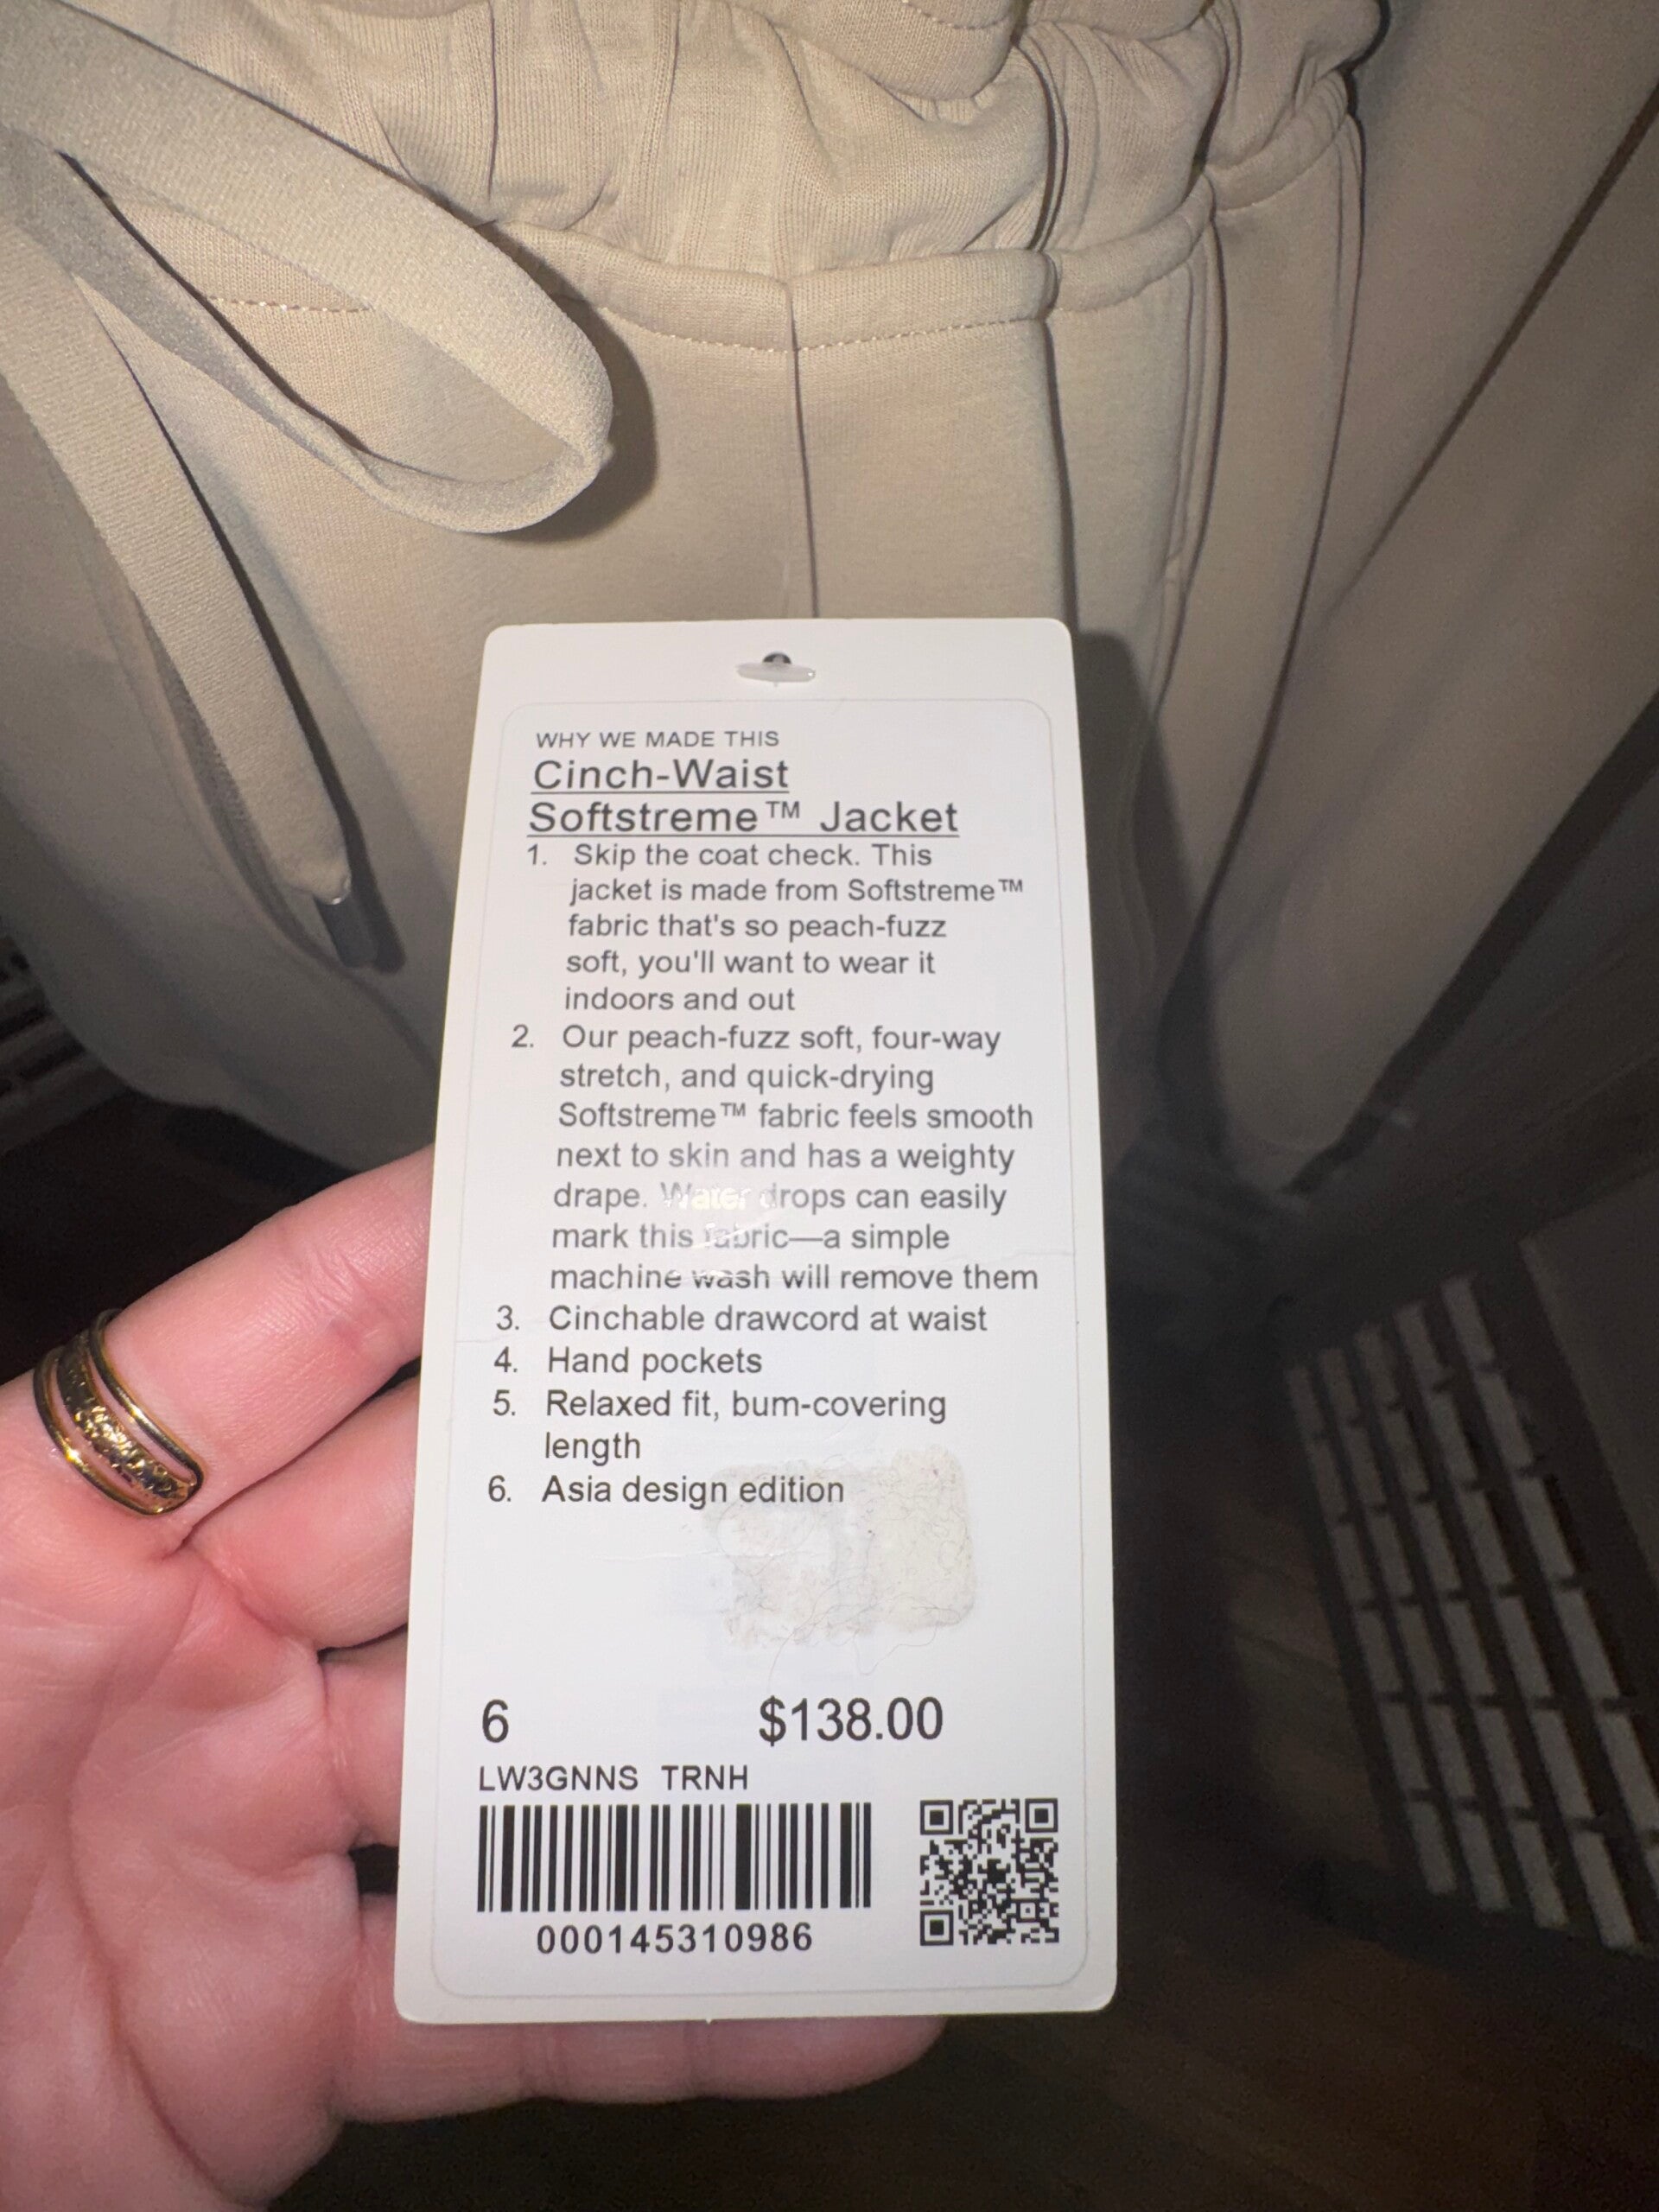 WHY WE MADE THIS
Cinch-Waist
Softstreme™ Jacket
1. Skip the coat check. This
jacket is made from Softstreme™
fabric that's so peach-fuzz
soft, you'll want to wear it
indoors and out
2. Our peach-fuzz soft, four-way
stretch, and quick-drying
Softstreme™ fabric feels smooth
next to skin and has a weighty
drape. Water drops can easily
mark this fabric—a simple
machine wash will remove them
3. Cinchable drawcord at waist
4. Hand pockets
5. Relaxed fit, bum-covering
length
6. Asia design edition
6 $138.00
LW3GNNS TRNH
000145310986